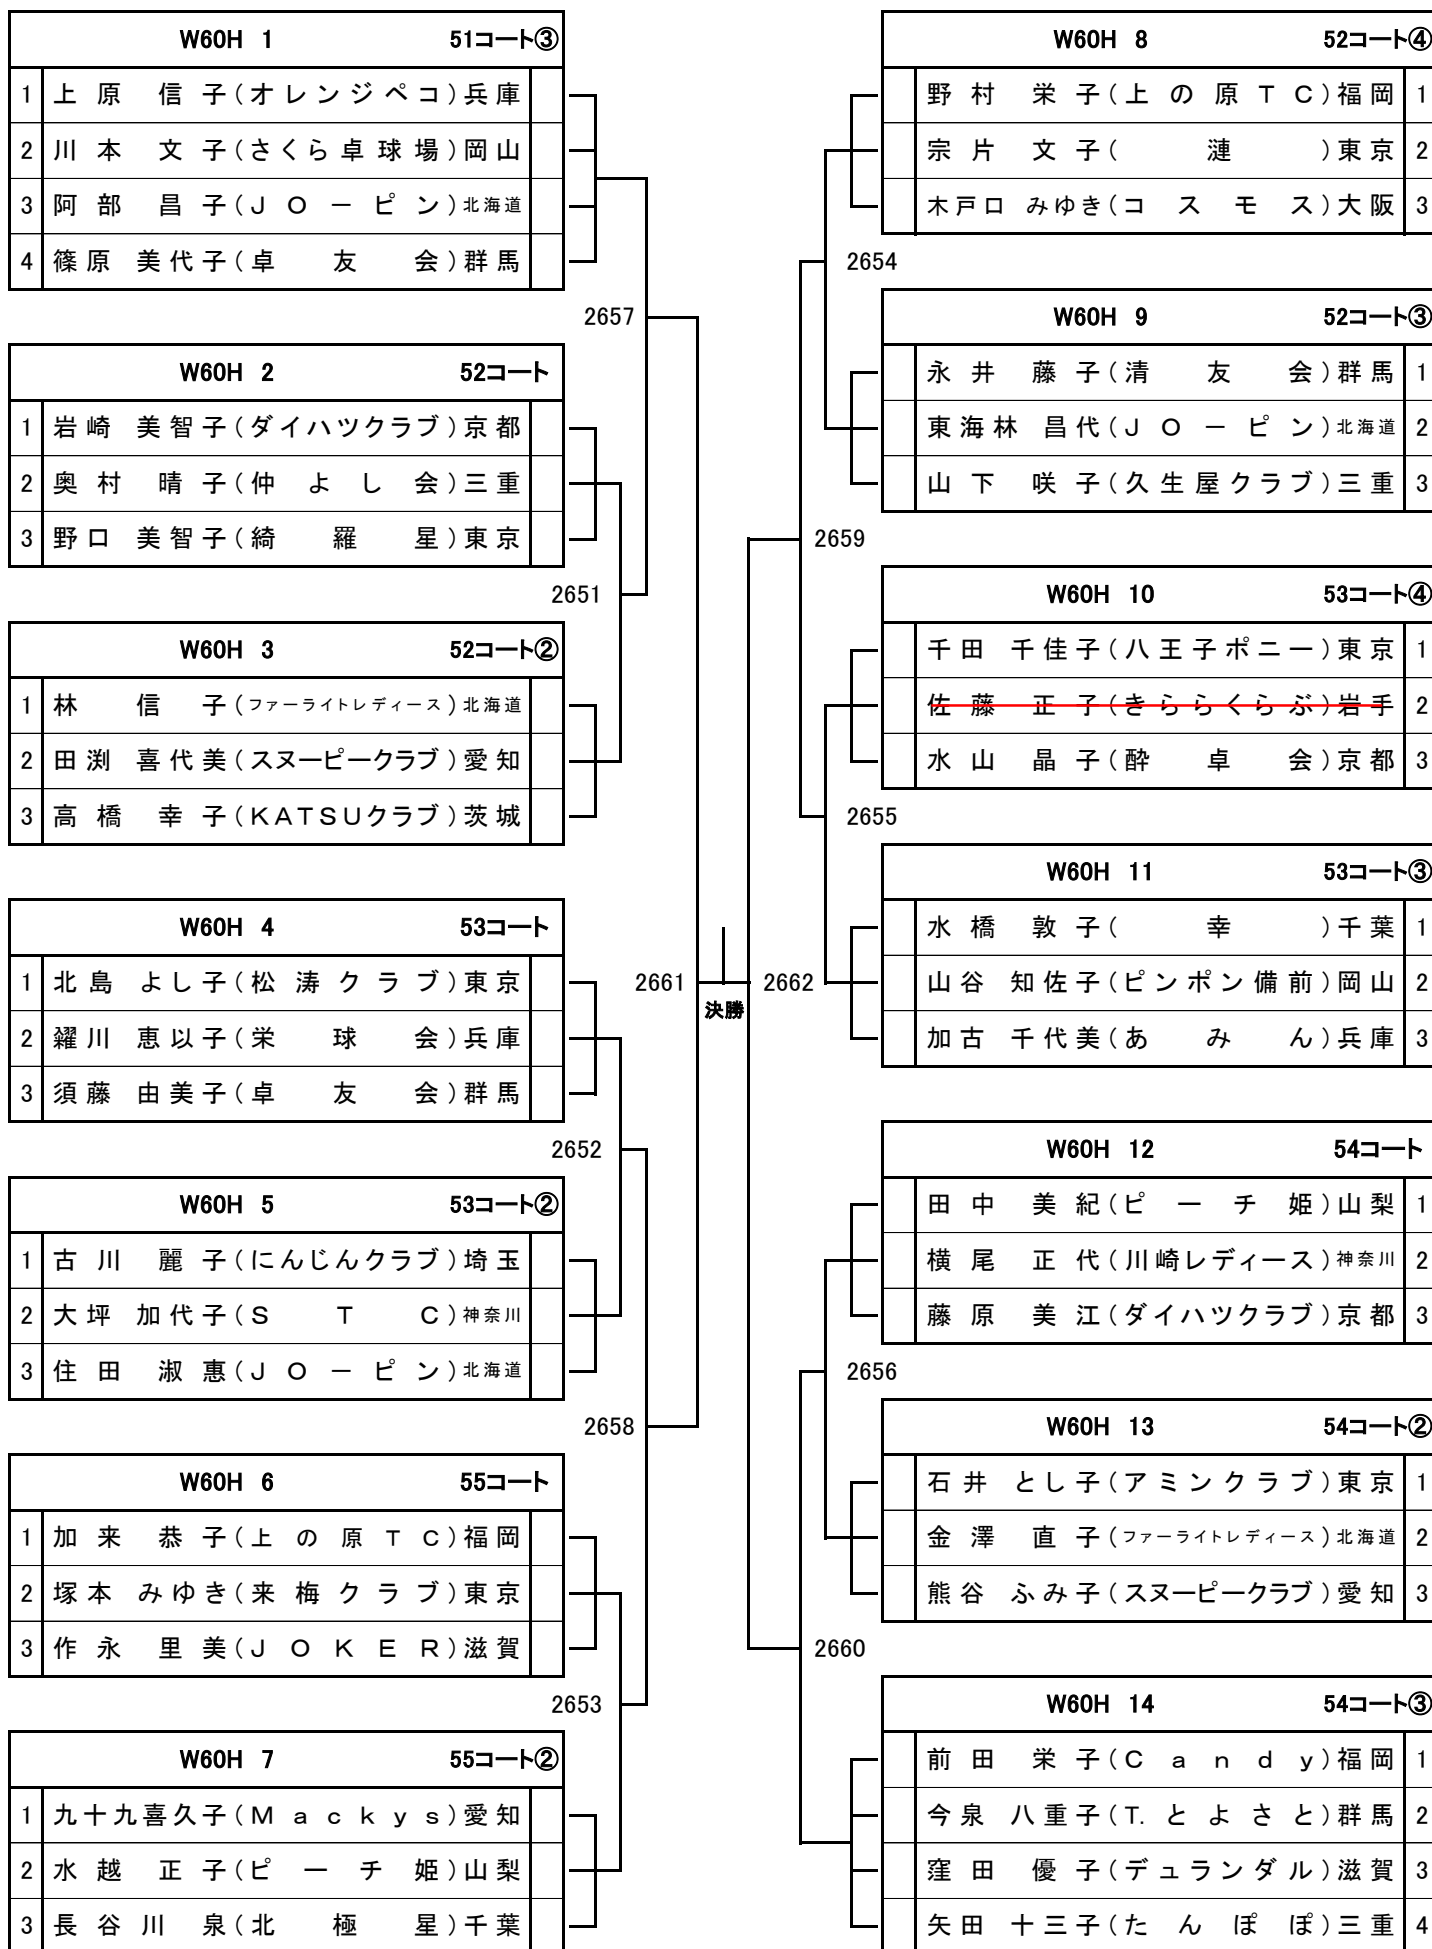 W60H 1 51コート③
1 上原 信子(オレンジペコ)兵庫
2 川本 文子(さくら卓球場)岡山
3 阿部 昌子(JOーピン)北海道
4 篠原 美代子(卓友会)群馬
2657
W60H 2 52コート
1 岩崎 美智子(ダイハツクラブ)京都
2 奥村 晴子(仲よし会)三重
3 野口 美智子(綺羅星)東京
2651
W60H 3 52コート②
1 林 信子(ファーライトレディース)北海道
2 田渕 喜代美(スヌーピークラブ)愛知
3 高橋 幸子(KATSUクラブ)茨城
W60H 4 53コート
1 北島 よし子(松涛クラブ)東京
2 糴川 恵以子(栄球会)兵庫
3 須藤 由美子(卓友会)群馬
2652
W60H 5 53コート②
1 古川 麗子(にんじんクラブ)埼玉
2 大坪 加代子(STC)神奈川
3 住田 淑惠(JOーピン)北海道
2658
W60H 6 55コート
1 加来 恭子(上の原TC)福岡
2 塚本 みゆき(来梅クラブ)東京
3 作永 里美(JOKER)滋賀
2653
W60H 7 55コート②
1 九十九喜久子(Mackys)愛知
2 水越 正子(ピーチ姫)山梨
3 長谷川 泉(北極星)千葉
2661
決勝
2662
W60H 8 52コート④
野村 栄子(上の原TC)福岡 1
宗片 文子(漣)東京 2
木戸口 みゆき(コスモス)大阪 3
2654
W60H 9 52コート③
永井 藤子(清友会)群馬 1
東海林 昌代(JOーピン)北海道 2
山下 咲子(久生屋クラブ)三重 3
2659
W60H 10 53コート④
千田 千佳子(八王子ポニー)東京 1
佐藤 正子(きららくらぶ)岩手 2
水山 晶子(酔卓会)京都 3
2655
W60H 11 53コート③
水橋 敦子(幸)千葉 1
山谷 知佐子(ピンポン備前)岡山 2
加古 千代美(あみん)兵庫 3
W60H 12 54コート
田中 美紀(ピーチ姫)山梨 1
横尾 正代(川崎レディース)神奈川 2
藤原 美江(ダイハツクラブ)京都 3
2656
W60H 13 54コート②
石井 とし子(アミンクラブ)東京 1
金澤 直子(ファーライトレディース)北海道 2
熊谷 ふみ子(スヌーピークラブ)愛知 3
2660
W60H 14 54コート③
前田 栄子(Candy)福岡 1
今泉 八重子(T.とよさと)群馬 2
窪田 優子(デュランダル)滋賀 3
矢田 十三子(たんぽぽ)三重 4